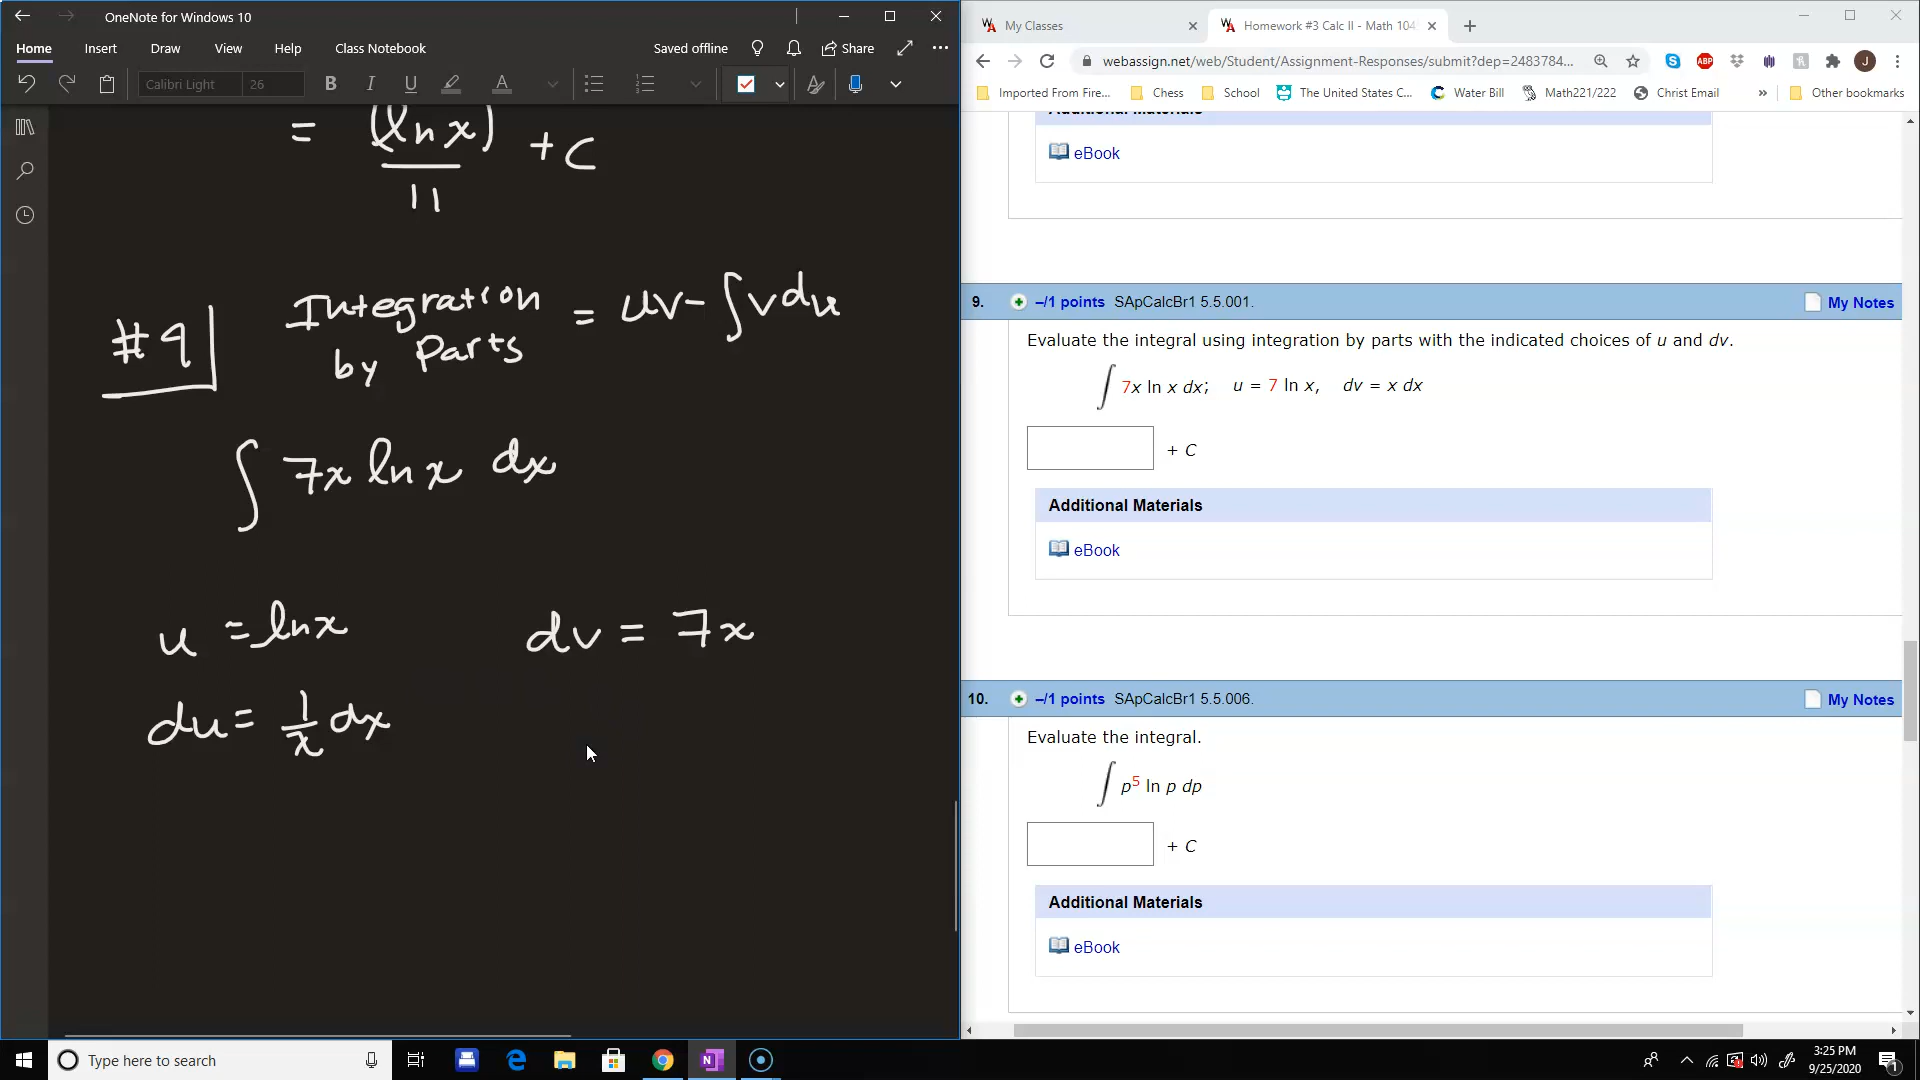 OneNote for Windows 10
Home Insert Draw View Help Class Notebook Saved offline Share
Calibri Light 26 B I U A
= (ln x) + C
11
#9 Integration by Parts = uv - ∫vdu
∫ 7x ln x dx
u = ln x dv = 7x
du = 1/x dx
My Classes Homework #3 Calc II - Math 104
webassign.net/web/Student/Assignment-Responses/submit?dep=2483784...
ABP J
Imported From Fire... Chess School The United States C... Water Bill Math221/222 Christ Email » Other bookmarks
Additional Materials
eBook
9. –/1 points SApCalcBr1 5.5.001. My Notes
Evaluate the integral using integration by parts with the indicated choices of u and dv.
∫ 7x ln x dx; u = 7 ln x, dv = x dx
+ C
Additional Materials
eBook
10. –/1 points SApCalcBr1 5.5.006. My Notes
Evaluate the integral.
∫ p⁵ ln p dp
+ C
Additional Materials
eBook
Type here to search
3:25 PM
9/25/2020
1